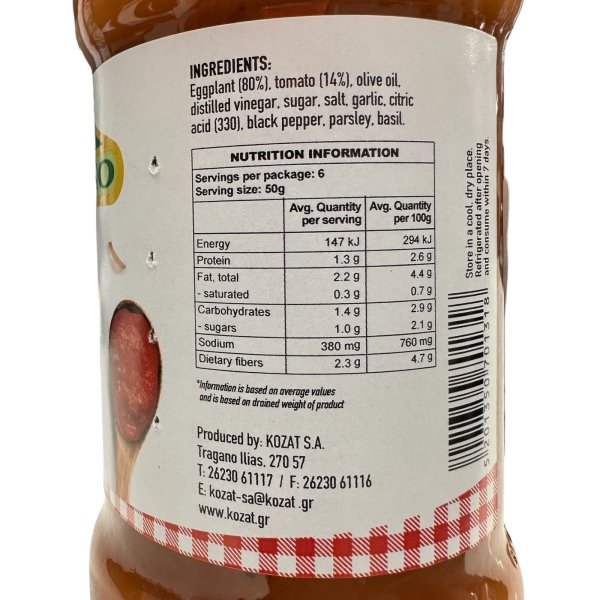 INGREDIENTS:
Eggplant (80%), tomato (14%), olive oil,
distilled vinegar, sugar, salt, garlic, citric
acid (330), black pepper, parsley, basil.
NUTRITION INFORMATION
Servings per package: 6
Serving size: 50g
Avg. Quantity per serving Avg. Quantity per 100g
Energy 147 kJ 294 kJ
Protein 1.3 g 2.6 g
Fat, total 2.2 g 4.4 g
- saturated 0.3 g 0.7 g
Carbohydrates 1.4 g 2.9 g
- sugars 1.0 g 2.1 g
Sodium 380 mg 760 mg
Dietary fibers 2.3 g 4.7 g
*Information is based on average values
and is based on drained weight of product
Produced by: KOZAT S.A.
Tragano Ilias, 270 57
T: 26230 61117 / F: 26230 61116
E: kozat-sa@kozat .gr
www.kozat.gr
Store in a cool, dry place.
Refrigerated after opening
and consume within 7 days.
5 201350 701318